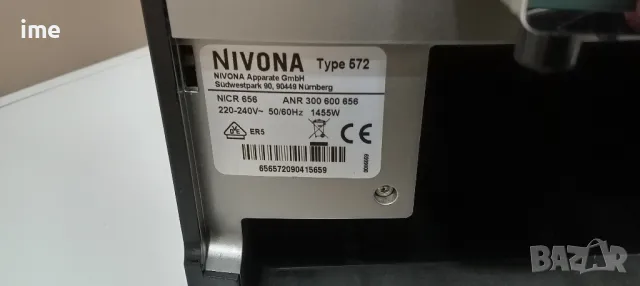 ime
NIVONA Type 572
NIVONA Apparate GmbH
Südwestpark 90, 90449 Nürnberg
NICR 656 ANR 300 600 656
220-240V~ 50/60Hz 1455W
ER5
CE
656572090415659
bazar